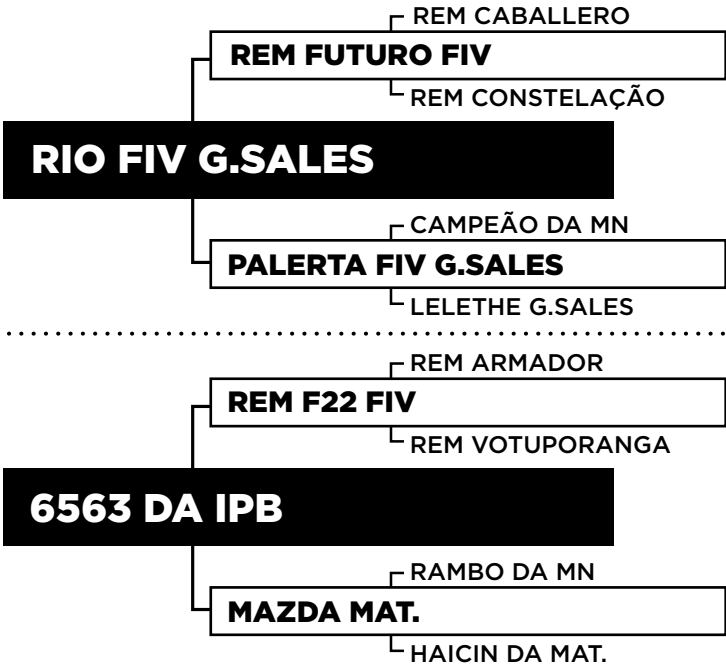 REM CABALLERO
REM FUTURO FIV
REM CONSTELAÇÃO
RIO FIV G.SALES
CAMPEÃO DA MN
PALERTA FIV G.SALES
LELETHE G.SALES
REM ARMADOR
REM F22 FIV
REM VOTUPORANGA
6563 DA IPB
RAMBO DA MN
MAZDA MAT.
HAICIN DA MAT.